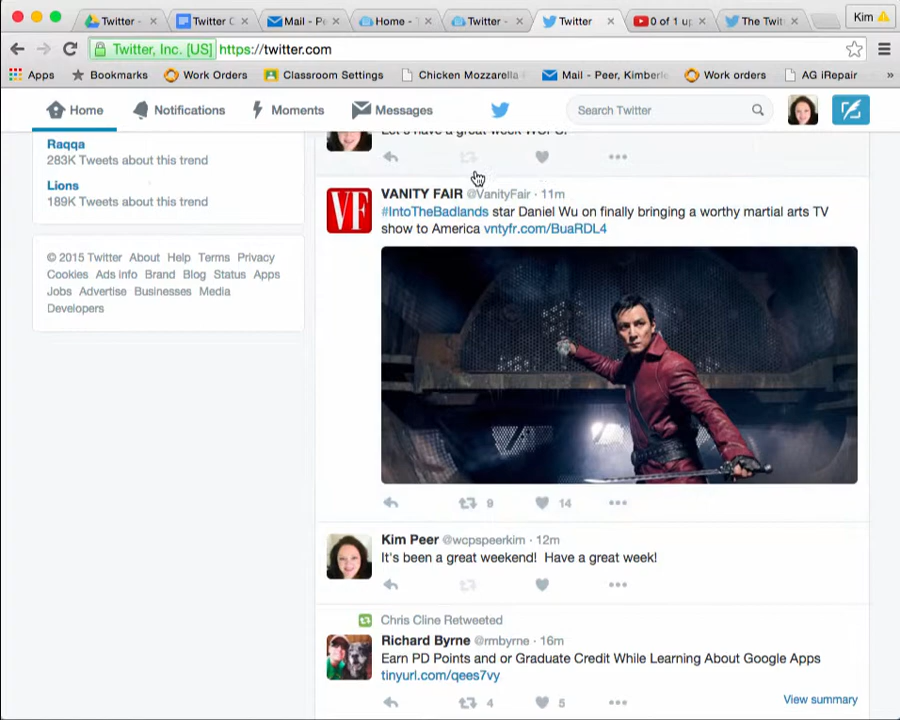 Twitter -
Twitter C
Mail - Pe
Home -
Twitter -
Twitter
0 of 1 up
The Twit
Kim
Twitter, Inc. [US] https://twitter.com
Apps Bookmarks Work Orders Classroom Settings Chicken Mozzarella Mail - Peer, Kimberle Work orders AG iRepair »
Home Notifications Moments Messages Search Twitter
Raqqa
283K Tweets about this trend
Lions
189K Tweets about this trend
© 2015 Twitter About Help Terms Privacy
Cookies Ads info Brand Blog Status Apps
Jobs Advertise Businesses Media
Developers
Let's have a great week WCPS!
VANITY FAIR @VanityFair · 11m
#IntoTheBadlands star Daniel Wu on finally bringing a worthy martial arts TV
show to America vntyfr.com/BuaRDL4
VF
9 14
Kim Peer @wcpspeerkim · 12m
It's been a great weekend! Have a great week!
Chris Cline Retweeted
Richard Byrne @rmbyrne · 16m
Earn PD Points and or Graduate Credit While Learning About Google Apps
tinyurl.com/qees7vy
4 5
View summary